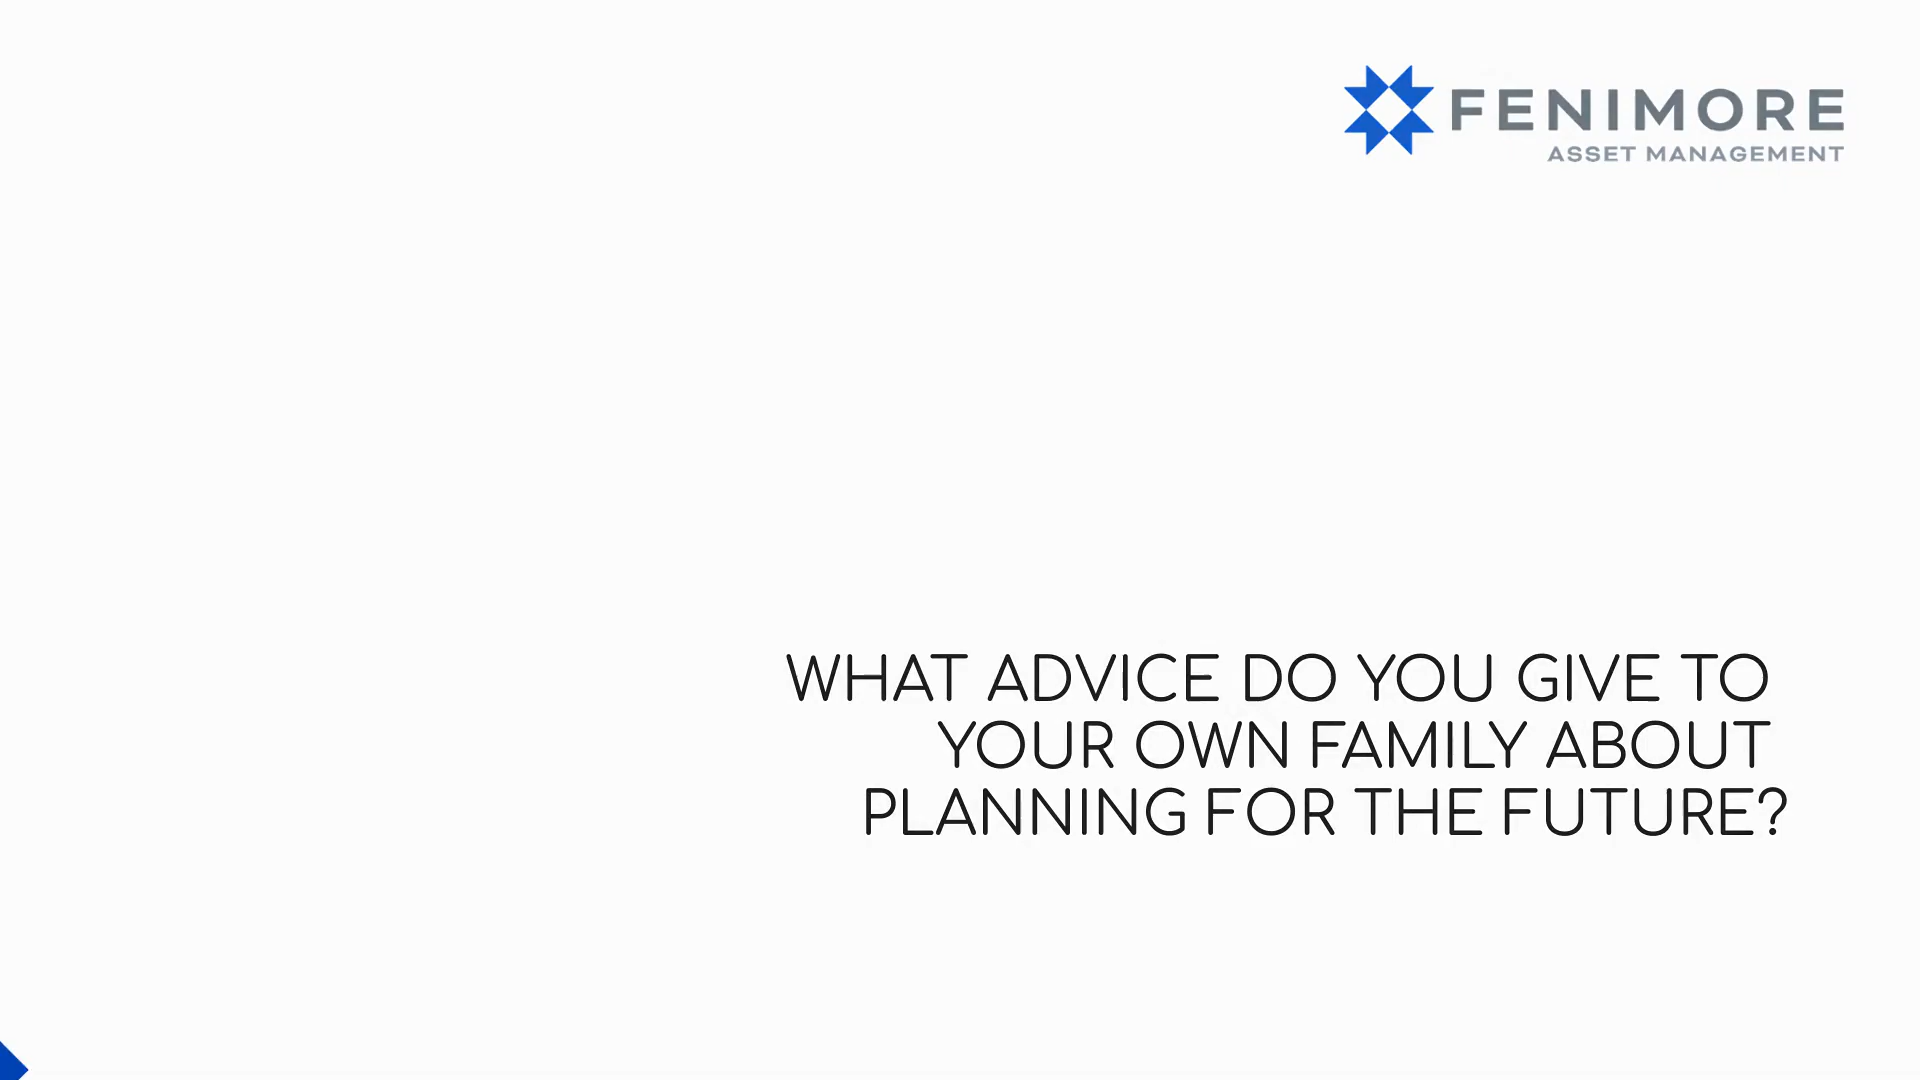 FENIMORE
ASSET MANAGEMENT
WHAT ADVICE DO YOU GIVE TO
YOUR OWN FAMILY ABOUT
PLANNING FOR THE FUTURE?